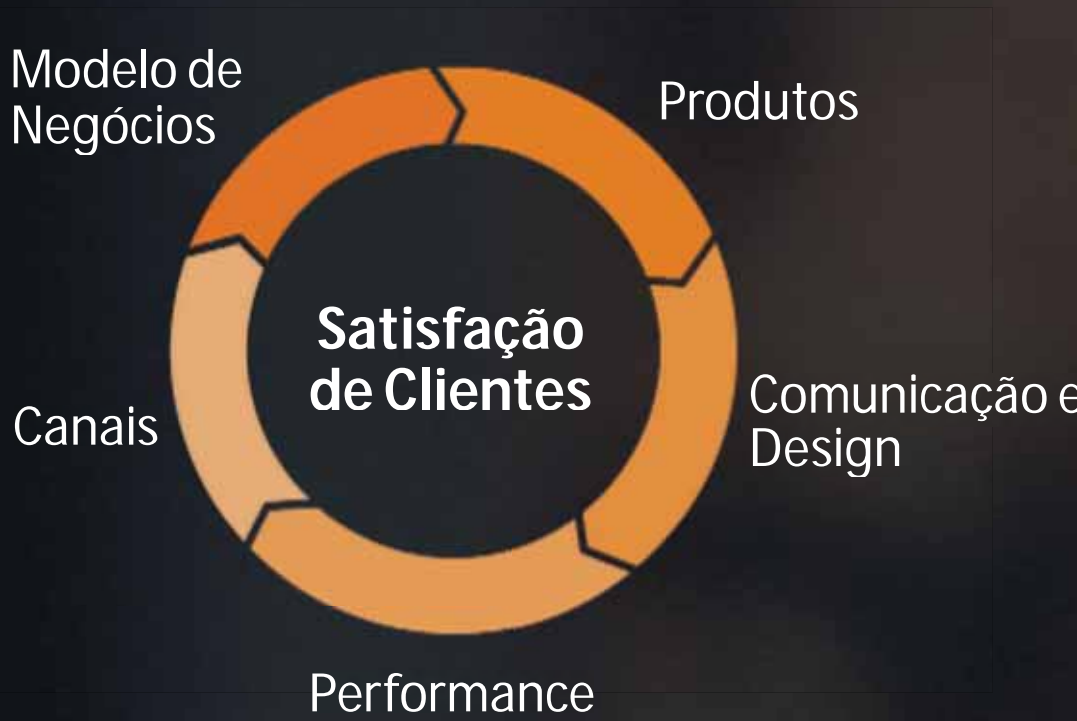 Modelo de
Negócios
Produtos
Satisfação
de Clientes
Comunicação e
Design
Canais
Performance